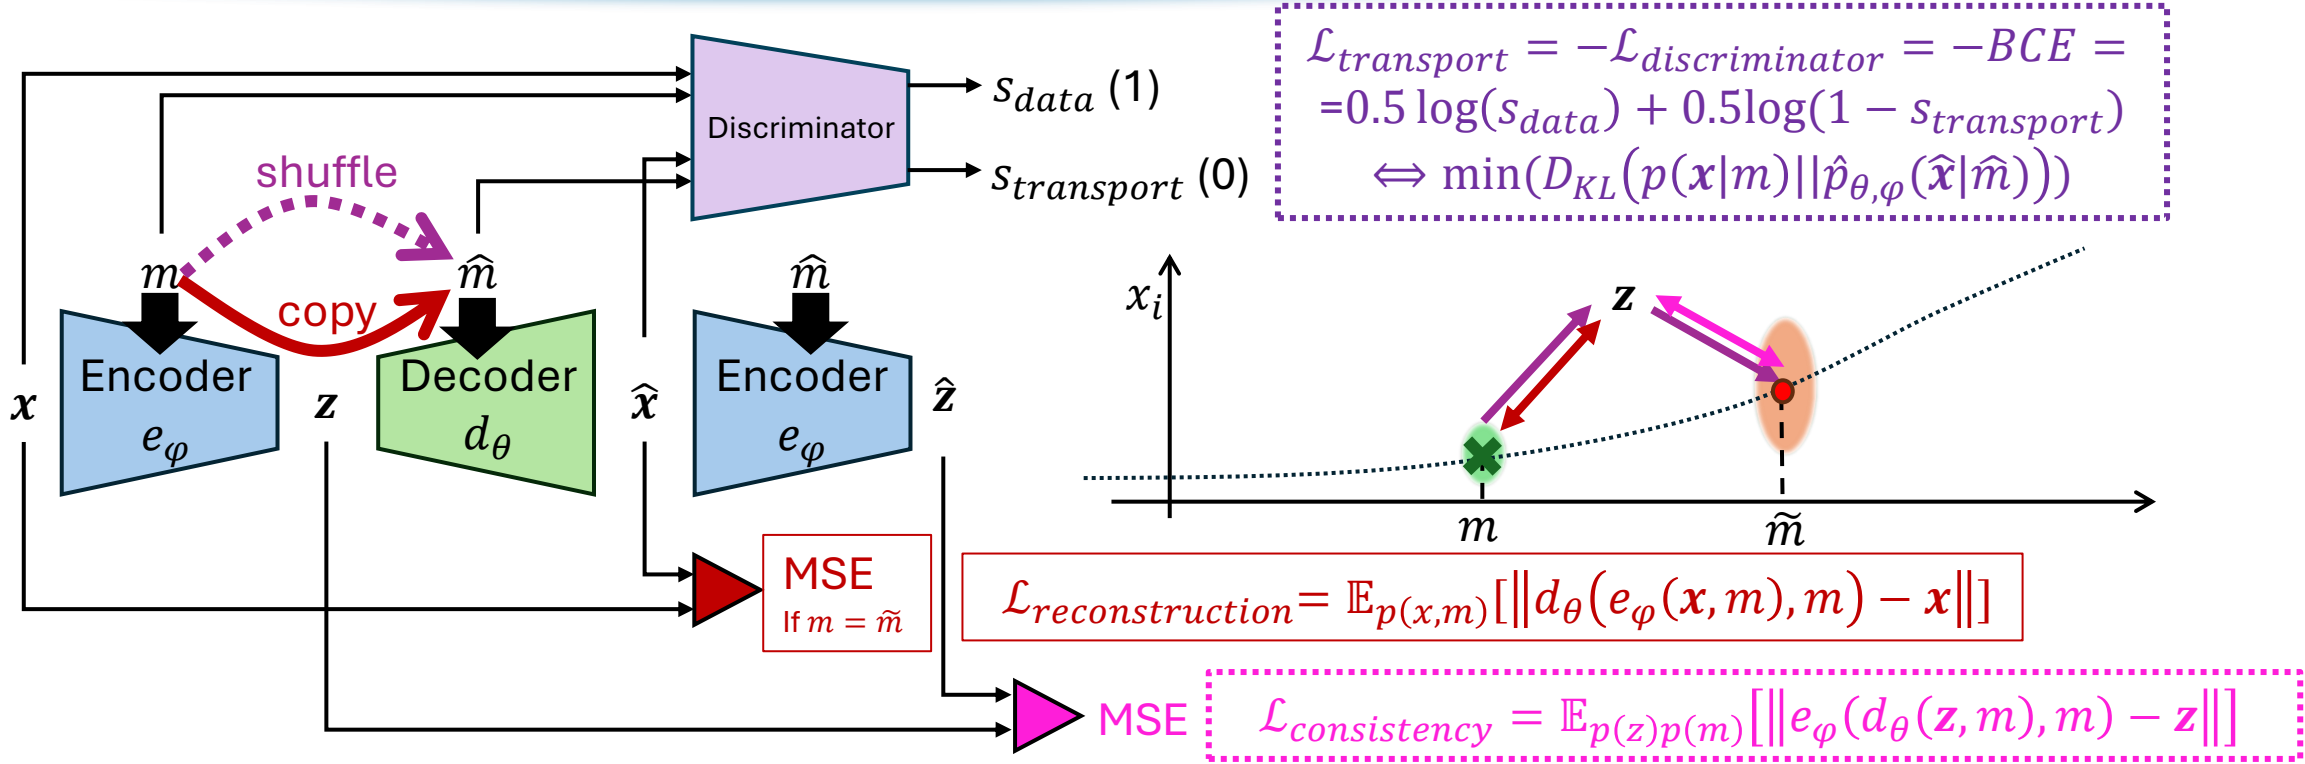 ℒ_transport = −ℒ_discriminator = −BCE =
=0.5 log(s_data) + 0.5log(1 − s_transport)
⟺ min(D_KL(p(x|m)||p̂_θ,φ(x̂|m̂)))
Discriminator
s_data (1)
s_transport (0)
shuffle
m
m̂
m̂
copy
Encoder
e_φ
Decoder
d_θ
Encoder
e_φ
x
z
x̂
ẑ
x_i
z
m
m̃
MSE
If m = m̃
ℒ_reconstruction= 𝔼_p(x,m)[‖d_θ(e_φ(x, m), m) − x‖]
MSE
ℒ_consistency = 𝔼_p(z)p(m)[‖e_φ(d_θ(z, m), m) − z‖]